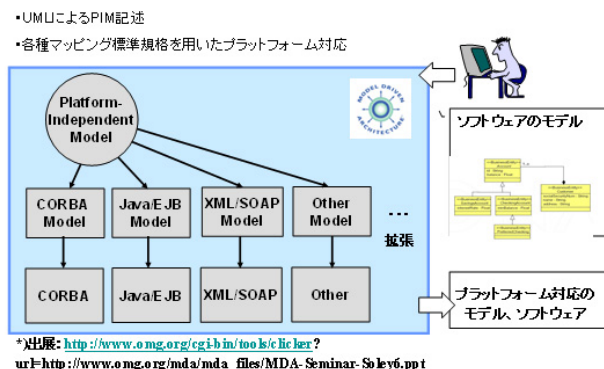 ・UMLによるPIM記述
・各種マッピング標準規格を用いたプラットフォーム対応
Platform-
Independent
Model
MODEL DRIVEN
ARCHITECTURE
ソフトウェアのモデル
CORBA
Model
Java/EJB
Model
XML/SOAP
Model
Other
Model
...
拡張
CORBA
Java/EJB
XML/SOAP
Other
プラットフォーム対応の
モデル、ソフトウェア
*)出展: http://www.omg.org/cgi-bin/tools/clicker?
url=http://www.omg.org/mda/mda_files/MDA-Seminar-Soley6.ppt